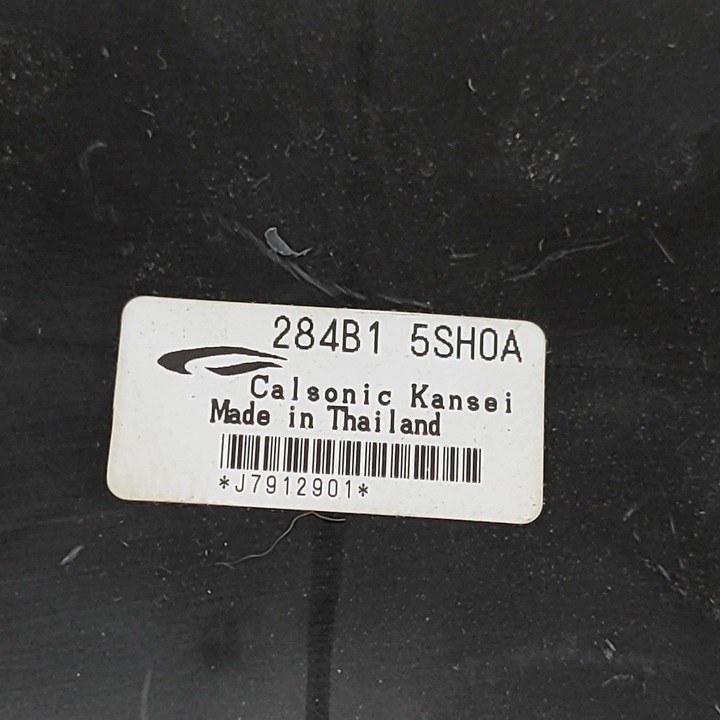 284B1 5SH0A
Calsonic Kansei
Made in Thailand
*J7912901*